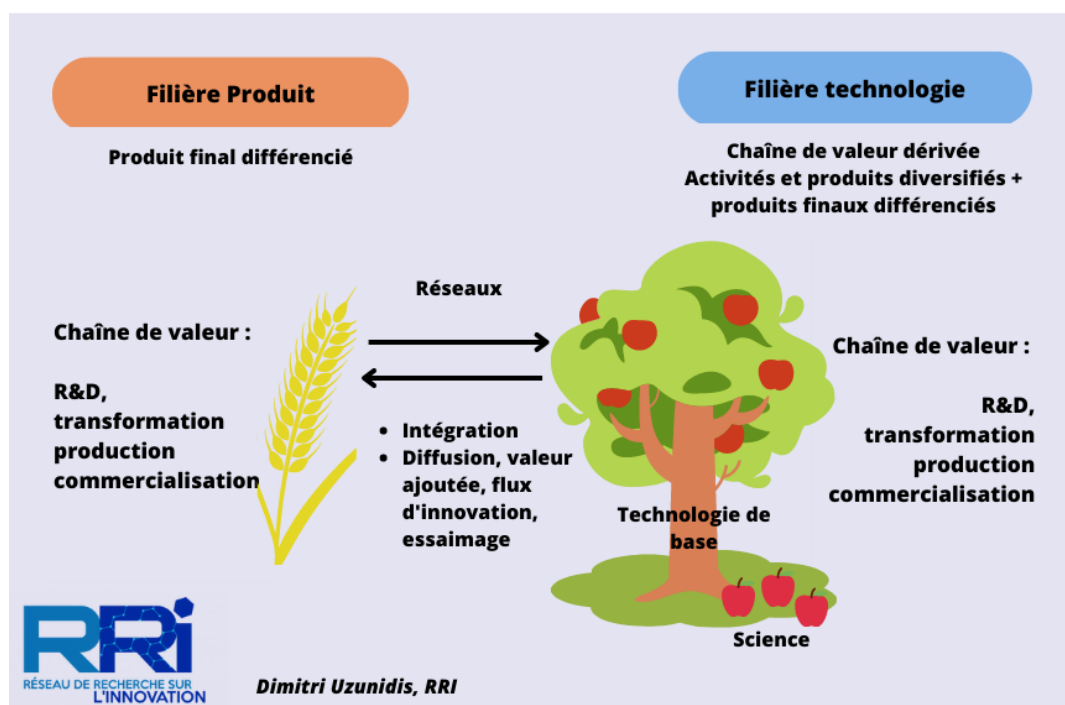 Filière Produit
Produit final différencié
Filière technologie
Chaîne de valeur dérivée
Activités et produits diversifiés +
produits finaux différenciés
Chaîne de valeur :
R&D,
transformation
production
commercialisation
Réseaux
• Intégration
• Diffusion, valeur
ajoutée, flux
d'innovation,
essaimage
Technologie de
base
Science
Chaîne de valeur :
R&D,
transformation
production
commercialisation
RRi
RÉSEAU DE RECHERCHE SUR
L'INNOVATION
Dimitri Uzunidis, RRI